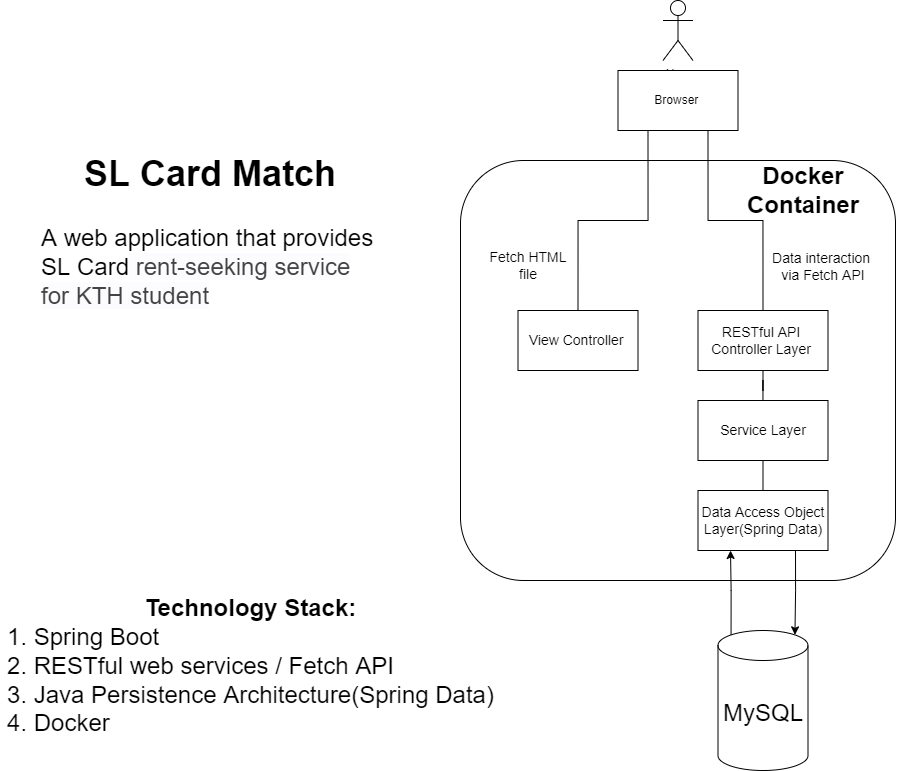 SL Card Match
A web application that provides
SL Card rent-seeking service
for KTH student
Browser
Docker
Container
Fetch HTML
file
Data interaction
via Fetch API
View Controller
RESTful API
Controller Layer
Service Layer
Data Access Object
Layer(Spring Data)
MySQL
Technology Stack:
1. Spring Boot
2. RESTful web services / Fetch API
3. Java Persistence Architecture(Spring Data)
4. Docker